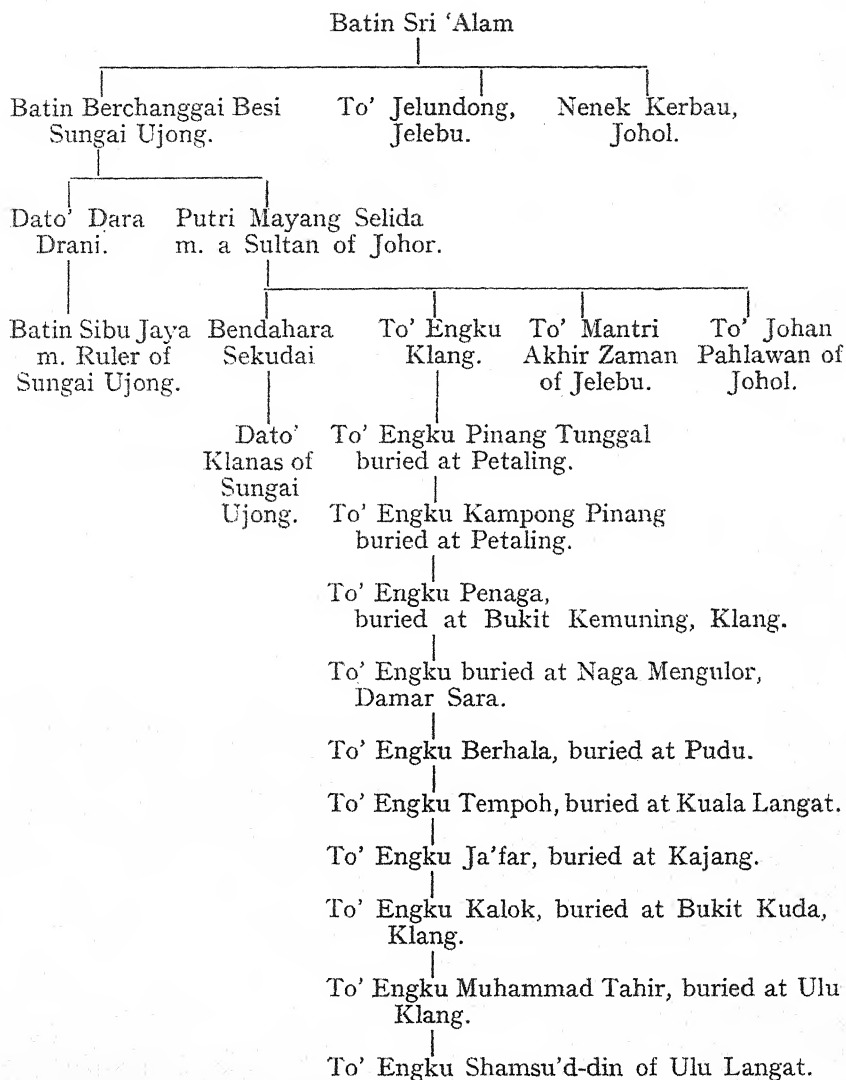 Batin Sri ‘Alam
Batin Berchanggai Besi
Sungai Ujong.
To’ Jelundong,
Jelebu.
Nenek Kerbau,
Johol.
Dato’ Dara
Drani.
Putri Mayang Selida
m. a Sultan of Johor.
Batin Sibu Jaya
m. Ruler of
Sungai Ujong.
Bendahara
Sekudai
To’ Engku
Klang.
To’ Mantri
Akhir Zaman
of Jelebu.
To’ Johan
Pahlawan of
Johol.
Dato’
Klanas of
Sungai
Ujong.
To’ Engku Pinang Tunggal
buried at Petaling.
To’ Engku Kampong Pinang
buried at Petaling.
To’ Engku Penaga,
buried at Bukit Kemuning, Klang.
To’ Engku buried at Naga Mengulor,
Damar Sara.
To’ Engku Berhala, buried at Pudu.
To’ Engku Tempoh, buried at Kuala Langat.
To’ Engku Ja’far, buried at Kajang.
To’ Engku Kalok, buried at Bukit Kuda,
Klang.
To’ Engku Muhammad Tahir, buried at Ulu
Klang.
To’ Engku Shamsu’d-din of Ulu Langat.